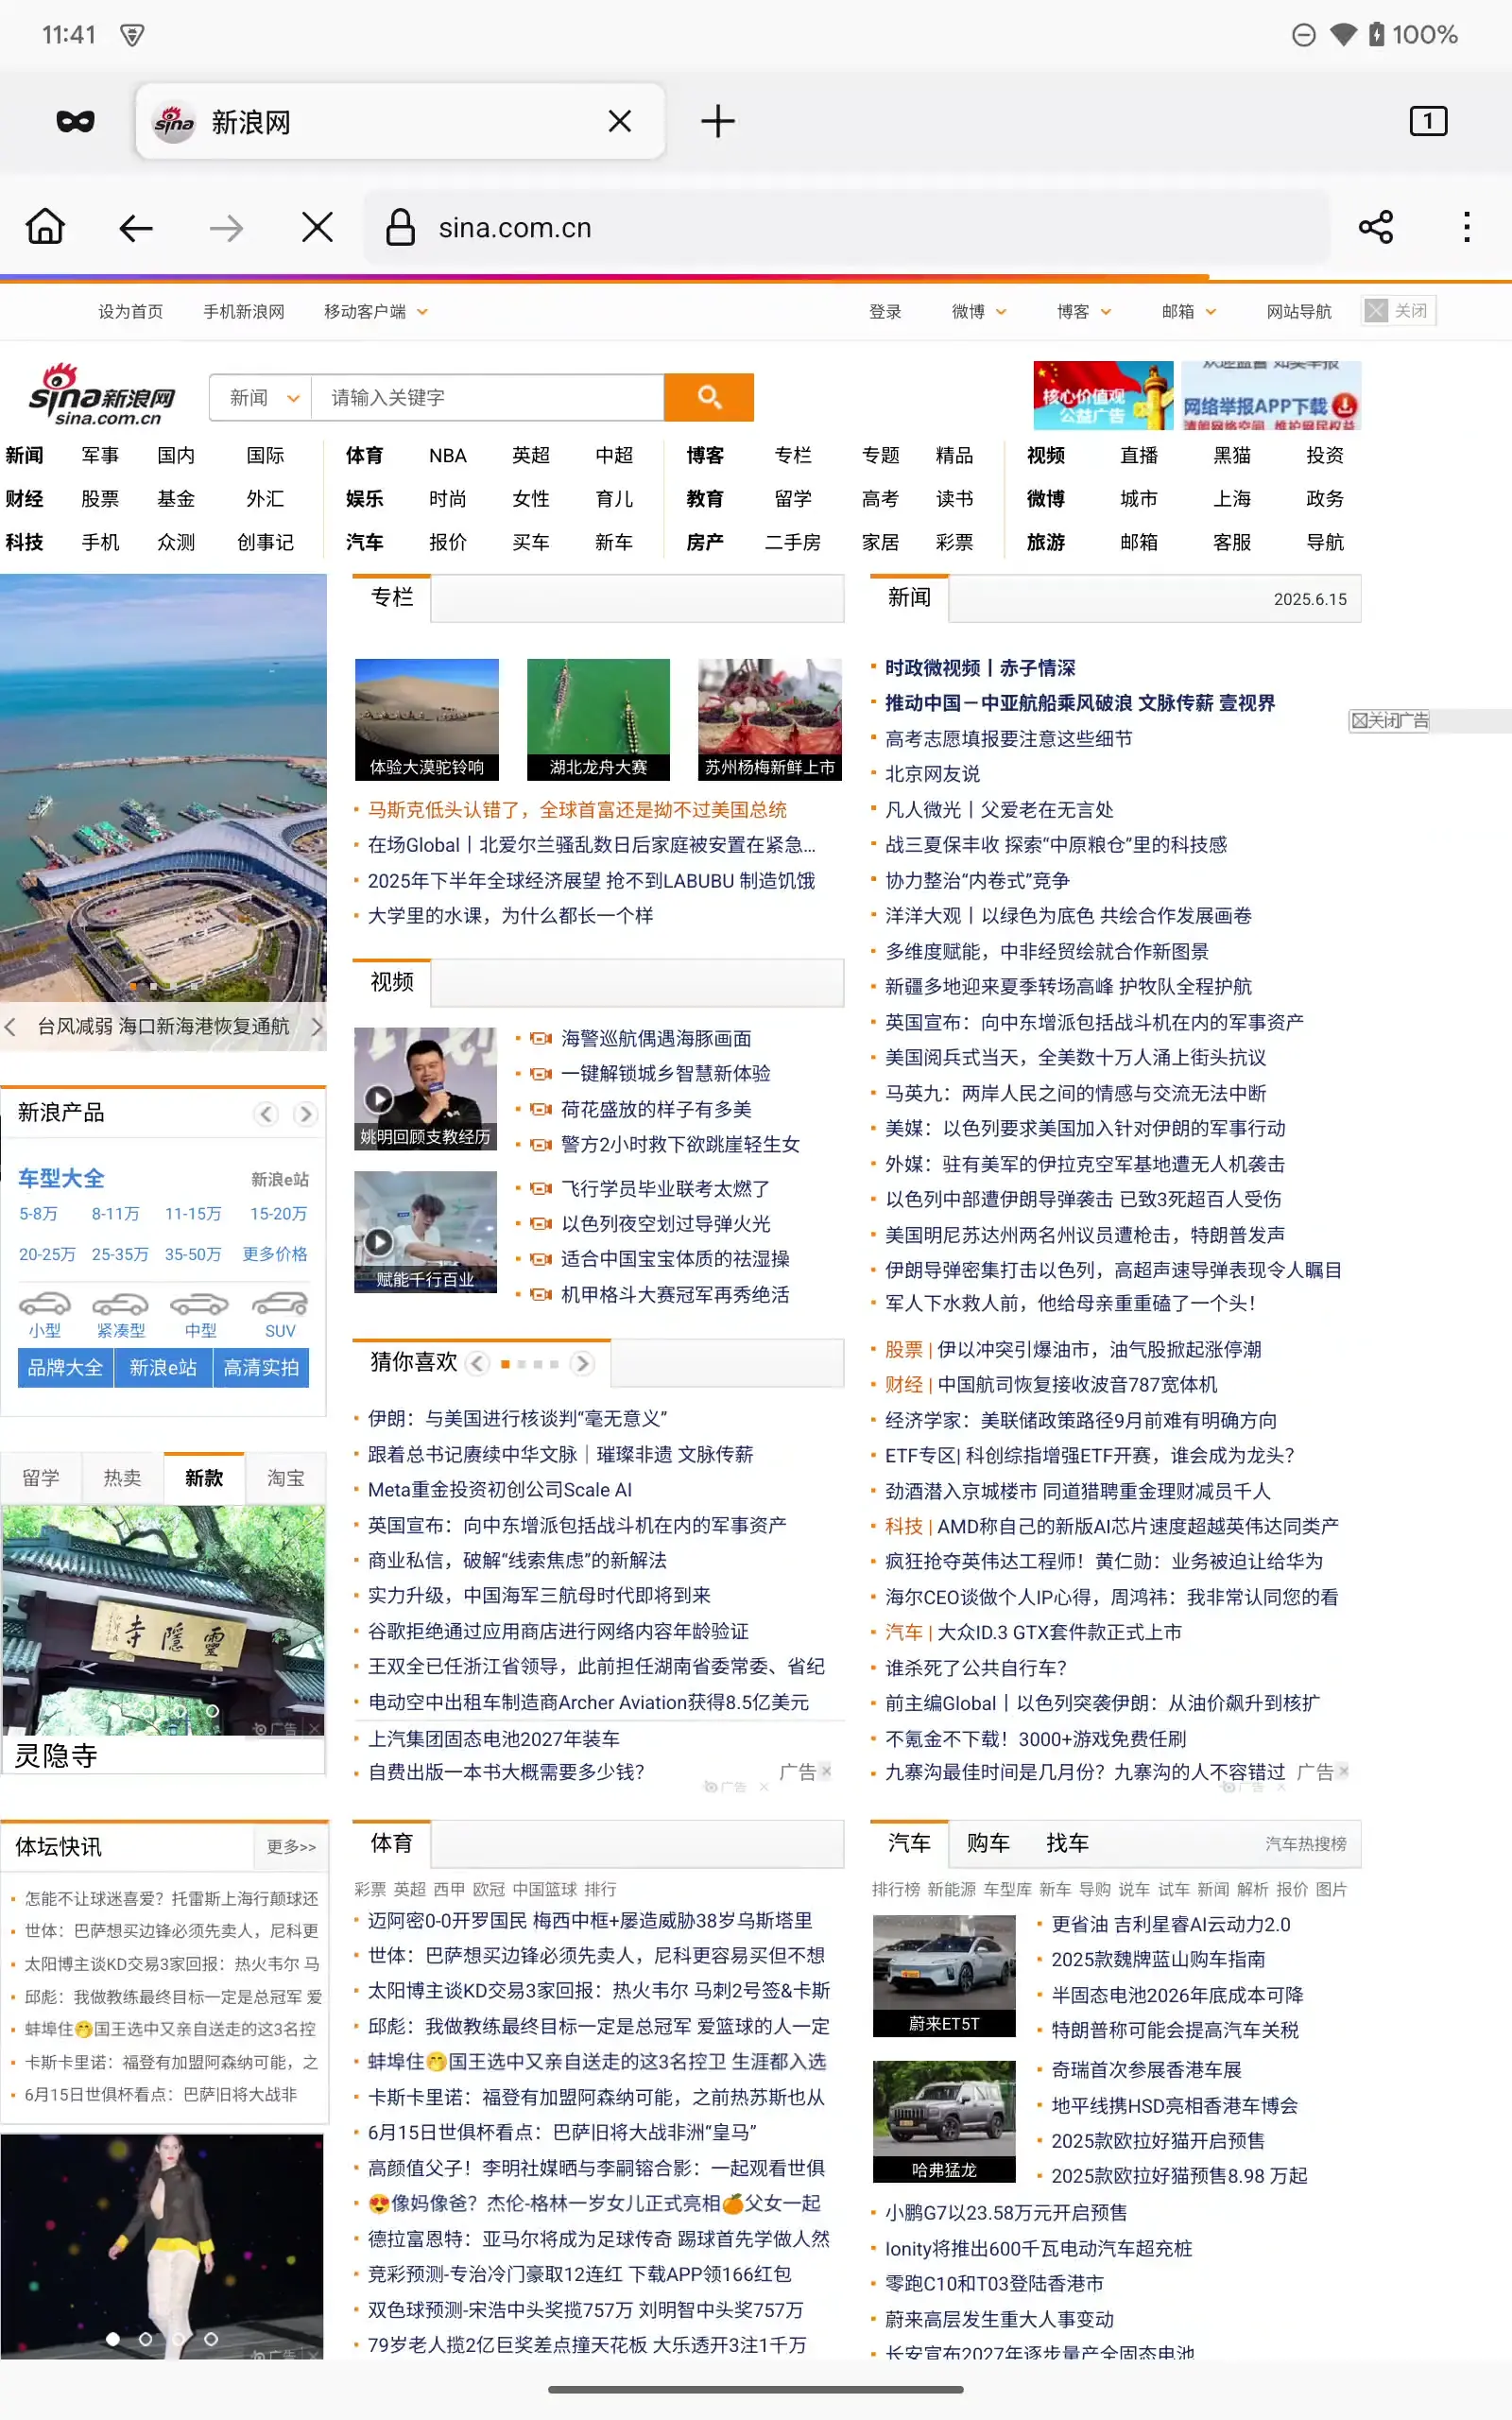 11:41
100%
新浪网
1
sina.com.cn
设为首页 手机新浪网 移动客户端 登录 微博 博客 邮箱 网站导航 关闭
sina新浪网
sina.com.cn
新闻 请输入关键字
核心价值观
公益广告
欢迎监督 如实举报
网络举报APP下载
清朗网络空间 维护网民权益
新闻 军事 国内 国际 体育 NBA 英超 中超 博客 专栏 专题 精品 视频 直播 黑猫 投资
财经 股票 基金 外汇 娱乐 时尚 女性 育儿 教育 留学 高考 读书 微博 城市 上海 政务
科技 手机 众测 创事记 汽车 报价 买车 新车 房产 二手房 家居 彩票 旅游 邮箱 客服 导航
台风减弱 海口新海港恢复通航
新浪产品
车型大全 新浪e站
5-8万 8-11万 11-15万 15-20万
20-25万 25-35万 35-50万 更多价格
小型 紧凑型 中型 SUV
品牌大全 新浪e站 高清实拍
留学 热卖 新款 淘宝
靈隱寺
广告
灵隐寺
专栏
体验大漠驼铃响 湖北龙舟大赛 苏州杨梅新鲜上市
马斯克低头认错了，全球首富还是拗不过美国总统
在场Global丨北爱尔兰骚乱数日后家庭被安置在紧急...
2025年下半年全球经济展望 抢不到LABUBU 制造饥饿
大学里的水课，为什么都长一个样
视频
姚明回顾支教经历
海警巡航偶遇海豚画面
一键解锁城乡智慧新体验
荷花盛放的样子有多美
警方2小时救下欲跳崖轻生女
赋能千行百业
飞行学员毕业联考太燃了
以色列夜空划过导弹火光
适合中国宝宝体质的祛湿操
机甲格斗大赛冠军再秀绝活
猜你喜欢
伊朗：与美国进行核谈判“毫无意义”
跟着总书记赓续中华文脉｜璀璨非遗 文脉传薪
Meta重金投资初创公司Scale AI
英国宣布：向中东增派包括战斗机在内的军事资产
商业私信，破解“线索焦虑”的新解法
实力升级，中国海军三航母时代即将到来
谷歌拒绝通过应用商店进行网络内容年龄验证
王双全已任浙江省领导，此前担任湖南省委常委、省纪
电动空中出租车制造商Archer Aviation获得8.5亿美元
上汽集团固态电池2027年装车
自费出版一本书大概需要多少钱？ 广告
广告
新闻 2025.6.15
时政微视频丨赤子情深
推动中国—中亚航船乘风破浪 文脉传薪 壹视界
关闭广告
高考志愿填报要注意这些细节
北京网友说
凡人微光丨父爱老在无言处
战三夏保丰收 探索“中原粮仓”里的科技感
协力整治“内卷式”竞争
洋洋大观丨以绿色为底色 共绘合作发展画卷
多维度赋能，中非经贸绘就合作新图景
新疆多地迎来夏季转场高峰 护牧队全程护航
英国宣布：向中东增派包括战斗机在内的军事资产
美国阅兵式当天，全美数十万人涌上街头抗议
马英九：两岸人民之间的情感与交流无法中断
美媒：以色列要求美国加入针对伊朗的军事行动
外媒：驻有美军的伊拉克空军基地遭无人机袭击
以色列中部遭伊朗导弹袭击 已致3死超百人受伤
美国明尼苏达州两名州议员遭枪击，特朗普发声
伊朗导弹密集打击以色列，高超声速导弹表现令人瞩目
军人下水救人前，他给母亲重重磕了一个头！
股票 | 伊以冲突引爆油市，油气股掀起涨停潮
财经 | 中国航司恢复接收波音787宽体机
经济学家：美联储政策路径9月前难有明确方向
ETF专区| 科创综指增强ETF开赛，谁会成为龙头？
劲酒潜入京城楼市 同道猎聘重金理财减员千人
科技 | AMD称自己的新版AI芯片速度超越英伟达同类产
疯狂抢夺英伟达工程师！黄仁勋：业务被迫让给华为
海尔CEO谈做个人IP心得，周鸿祎：我非常认同您的看
汽车 | 大众ID.3 GTX套件款正式上市
谁杀死了公共自行车？
前主编Global丨以色列突袭伊朗：从油价飙升到核扩
不氪金不下载！3000+游戏免费任刷
九寨沟最佳时间是几月份？九寨沟的人不容错过 广告
广告
体坛快讯 更多>>
怎能不让球迷喜爱？托雷斯上海行颠球还
世体：巴萨想买边锋必须先卖人，尼科更
太阳博主谈KD交易3家回报：热火韦尔 马
邱彪：我做教练最终目标一定是总冠军 爱
蚌埠住🤭国王选中又亲自送走的这3名控
卡斯卡里诺：福登有加盟阿森纳可能，之
6月15日世俱杯看点：巴萨旧将大战非
广告
体育
彩票 英超 西甲 欧冠 中国篮球 排行
迈阿密0-0开罗国民 梅西中框+屡造威胁38岁乌斯塔里
世体：巴萨想买边锋必须先卖人，尼科更容易买但不想
太阳博主谈KD交易3家回报：热火韦尔 马刺2号签&卡斯
邱彪：我做教练最终目标一定是总冠军 爱篮球的人一定
蚌埠住🤭国王选中又亲自送走的这3名控卫 生涯都入选
卡斯卡里诺：福登有加盟阿森纳可能，之前热苏斯也从
6月15日世俱杯看点：巴萨旧将大战非洲“皇马”
高颜值父子！李明社媒晒与李嗣镕合影：一起观看世俱
😍像妈像爸？杰伦-格林一岁女儿正式亮相🍊父女一起
德拉富恩特：亚马尔将成为足球传奇 踢球首先学做人然
竞彩预测-专治冷门豪取12连红 下载APP领166红包
双色球预测-宋浩中头奖揽757万 刘明智中头奖757万
79岁老人揽2亿巨奖差点撞天花板 大乐透开3注1千万
汽车 购车 找车 汽车热搜榜
排行榜 新能源 车型库 新车 导购 说车 试车 新闻 解析 报价 图片
蔚来ET5T
更省油 吉利星睿AI云动力2.0
2025款魏牌蓝山购车指南
半固态电池2026年底成本可降
特朗普称可能会提高汽车关税
哈弗猛龙
奇瑞首次参展香港车展
地平线携HSD亮相香港车博会
2025款欧拉好猫开启预售
2025款欧拉好猫预售8.98 万起
小鹏G7以23.58万元开启预售
Ionity将推出600千瓦电动汽车超充桩
零跑C10和T03登陆香港市
蔚来高层发生重大人事变动
长安宣布2027年逐步量产全固态电池